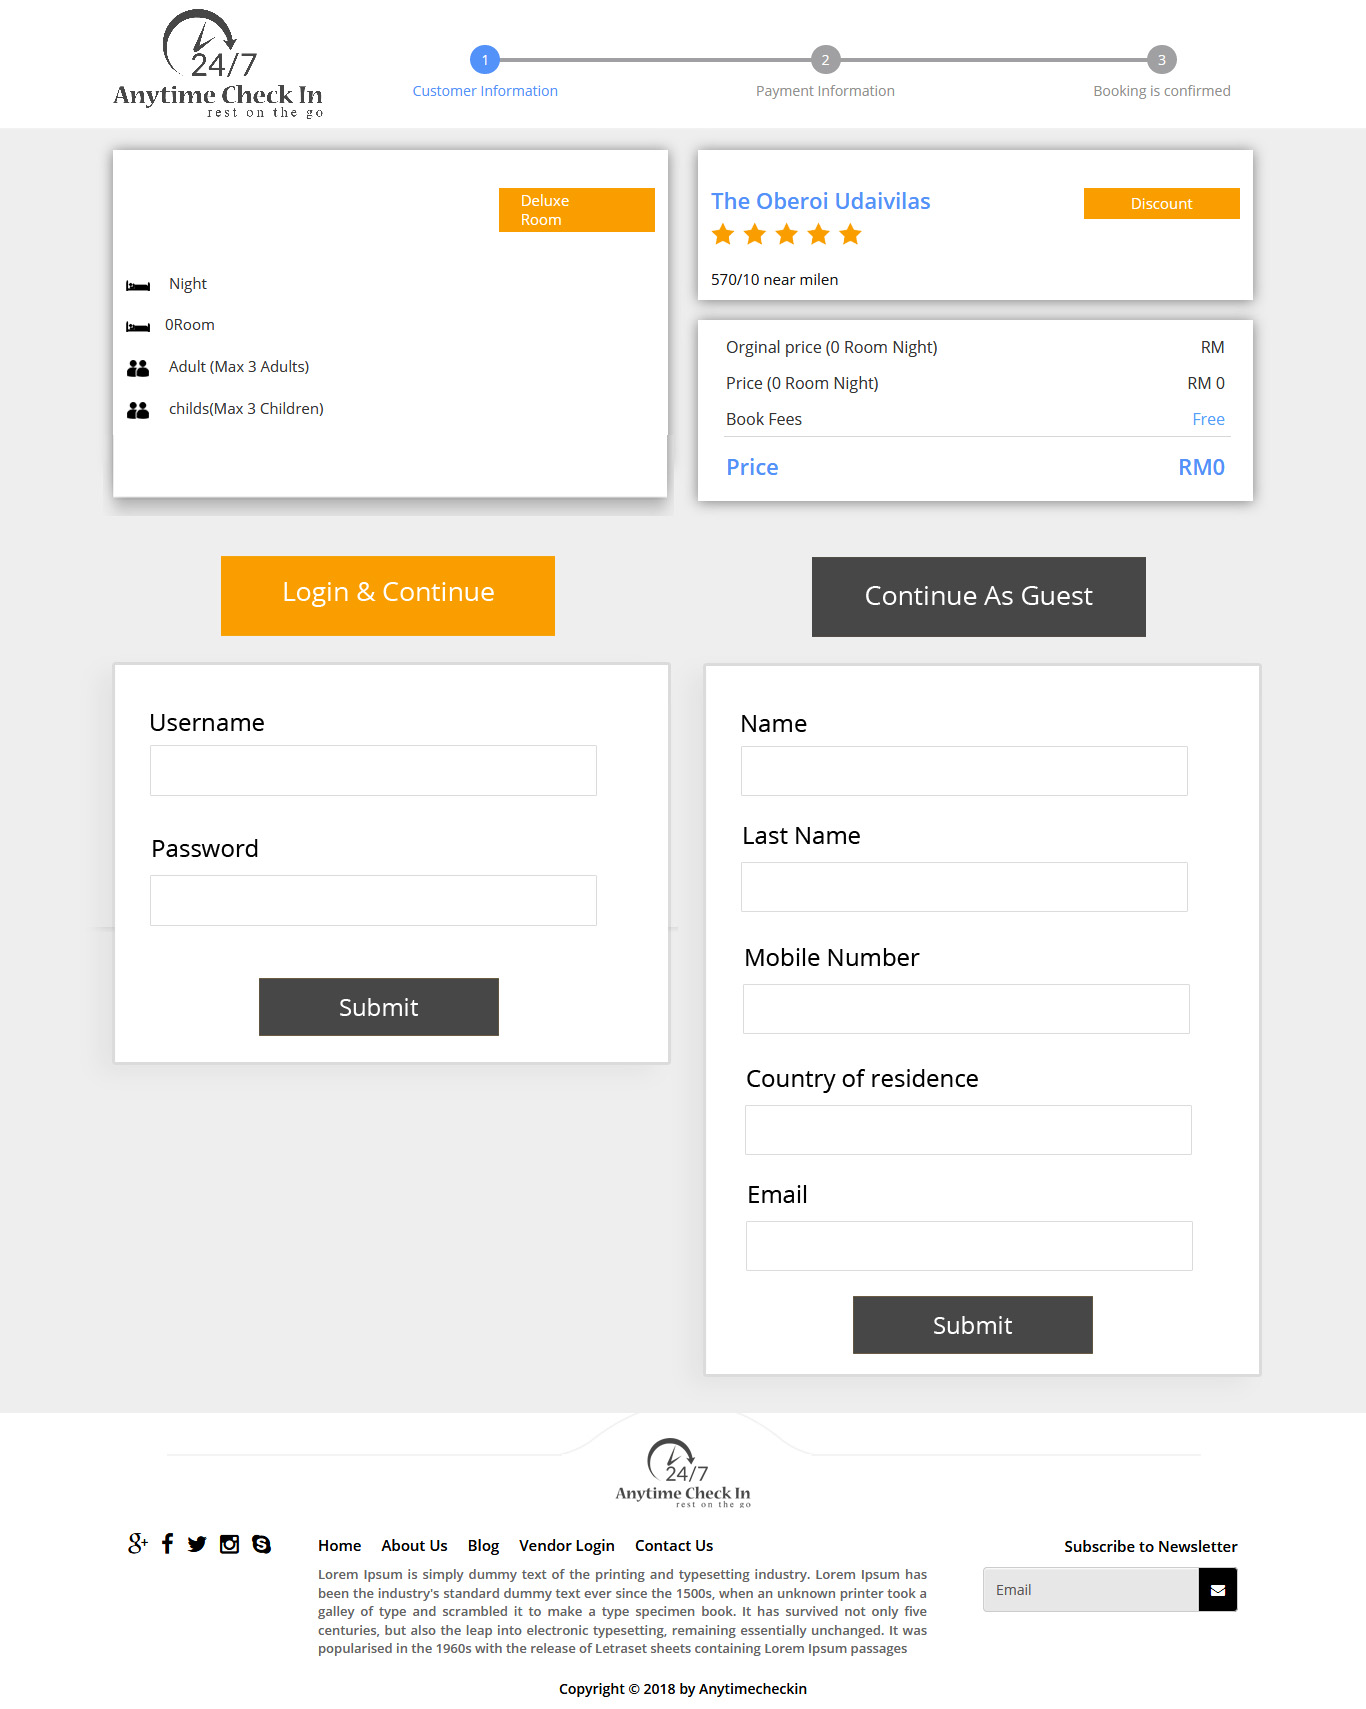 24/7
Anytime Check In
rest on the go
1
2
3
Customer Information
Payment Information
Booking is confirmed
Deluxe
Room
Night
0Room
Adult (Max 3 Adults)
childs(Max 3 Children)
The Oberoi Udaivilas
Discount
570/10 near milen
Orginal price (0 Room Night)
RM
Price (0 Room Night)
RM 0
Book Fees
Free
Price
RM0
Login & Continue
Username
Password
Submit
Continue As Guest
Name
Last Name
Mobile Number
Country of residence
Email
Submit
24/7
Anytime Check In
rest on the go
Home About Us Blog Vendor Login Contact Us
Lorem Ipsum is simply dummy text of the printing and typesetting industry. Lorem Ipsum has
been the industry's standard dummy text ever since the 1500s, when an unknown printer took a
galley of type and scrambled it to make a type specimen book. It has survived not only five
centuries, but also the leap into electronic typesetting, remaining essentially unchanged. It was
popularised in the 1960s with the release of Letraset sheets containing Lorem Ipsum passages
Subscribe to Newsletter
Email
Copyright © 2018 by Anytimecheckin